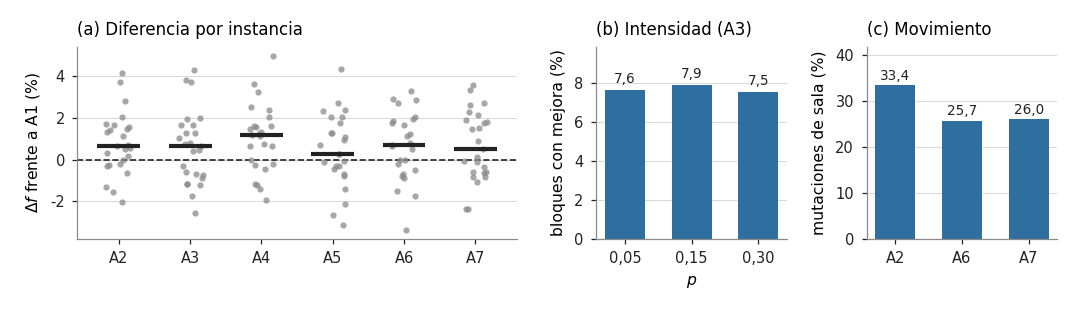 (a) Diferencia por instancia
Δf frente a A1 (%)
4
2
0
-2
A2 A3 A4 A5 A6 A7
(b) Intensidad (A3)
bloques con mejora (%)
8
6
4
2
0
7,6 7,9 7,5
0,05 0,15 0,30
p
(c) Movimiento
mutaciones de sala (%)
40
30
20
10
0
33,4 25,7 26,0
A2 A6 A7